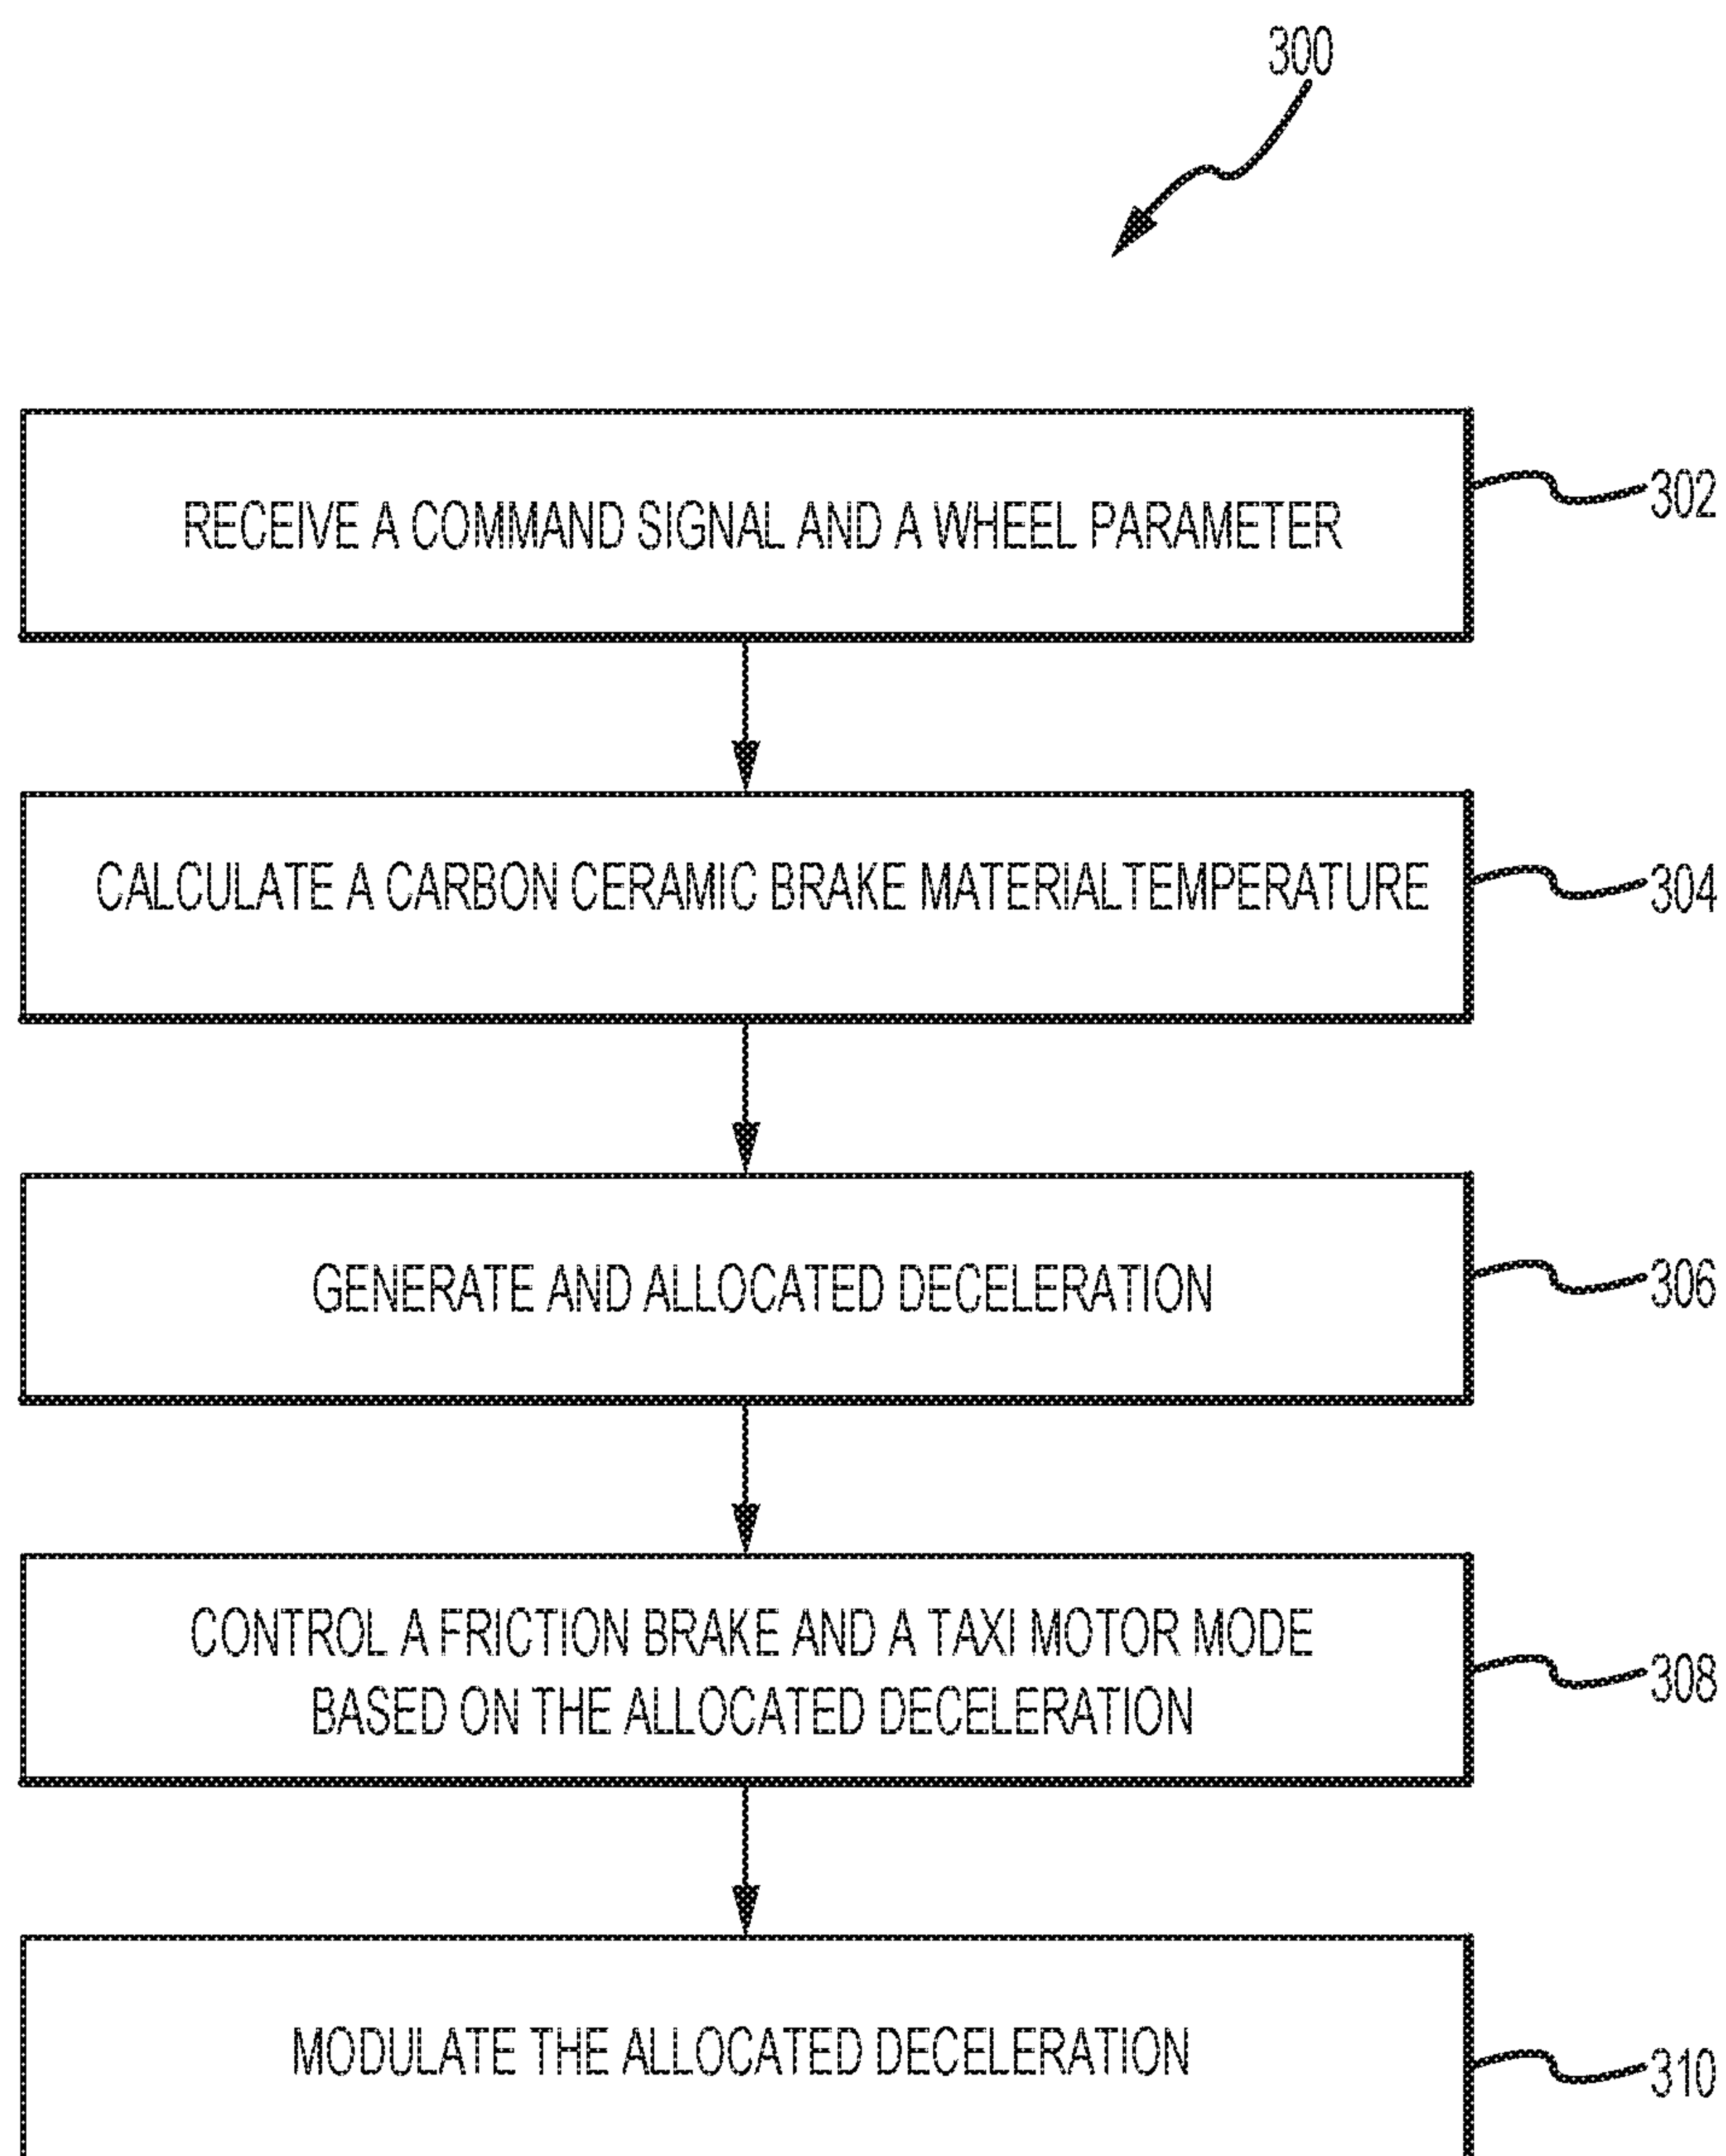 300
RECEIVE A COMMAND SIGNAL AND A WHEEL PARAMETER
302
CALCULATE A CARBON CERAMIC BRAKE MATERIALTEMPERATURE
304
GENERATE AND ALLOCATED DECELERATION
306
CONTROL A FRICTION BRAKE AND A TAXI MOTOR MODE
BASED ON THE ALLOCATED DECELERATION
308
MODULATE THE ALLOCATED DECELERATION
310